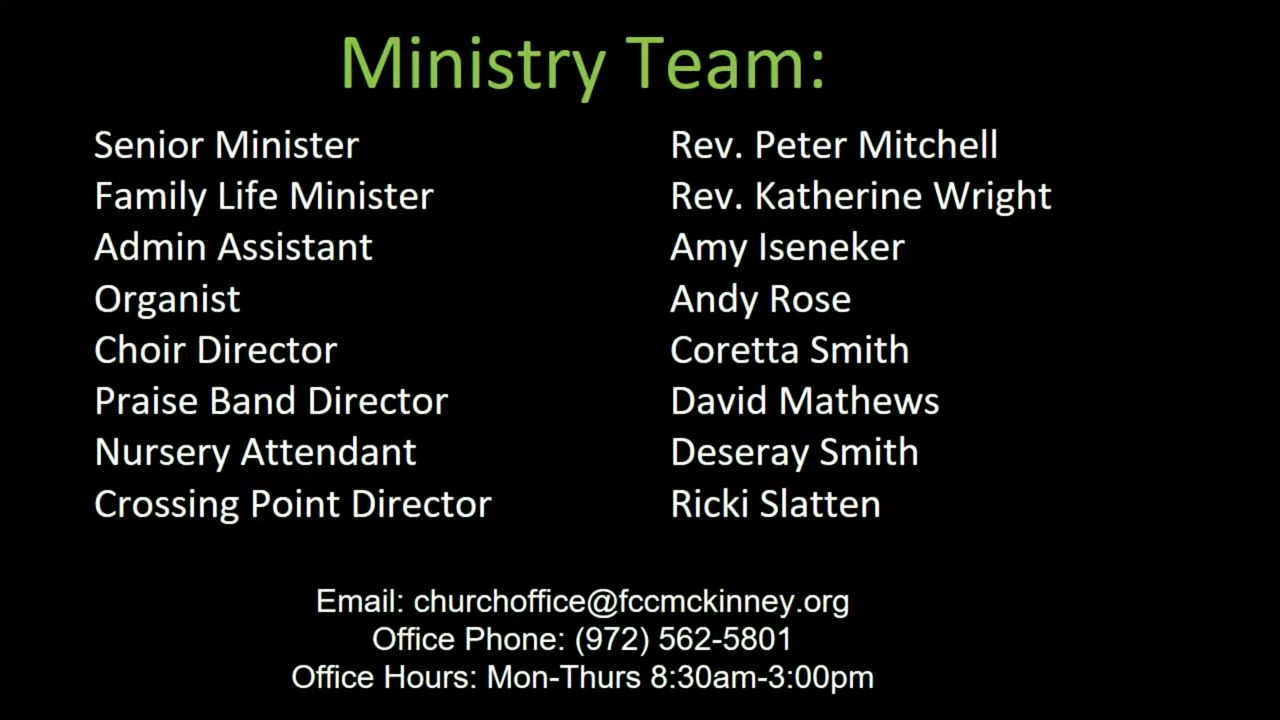 Ministry Team:
Senior Minister Rev. Peter Mitchell
Family Life Minister Rev. Katherine Wright
Admin Assistant Amy Iseneker
Organist Andy Rose
Choir Director Coretta Smith
Praise Band Director David Mathews
Nursery Attendant Deseray Smith
Crossing Point Director Ricki Slatten
Email: churchoffice@fccmckinney.org
Office Phone: (972) 562-5801
Office Hours: Mon-Thurs 8:30am-3:00pm